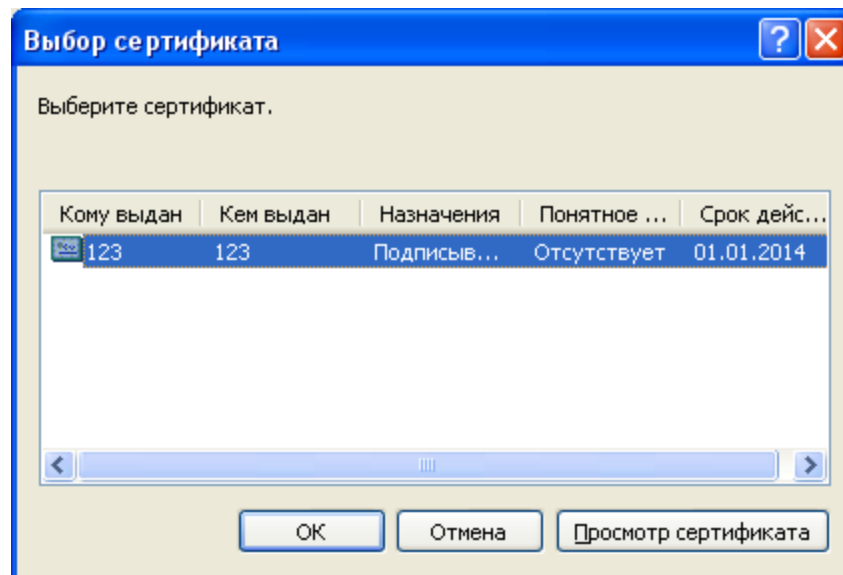 Выбор сертификата
Выберите сертификат.
Кому выдан Кем выдан Назначения Понятное ... Срок дейс...
123 123 Подписыв... Отсутствует 01.01.2014
OK Отмена Просмотр сертификата